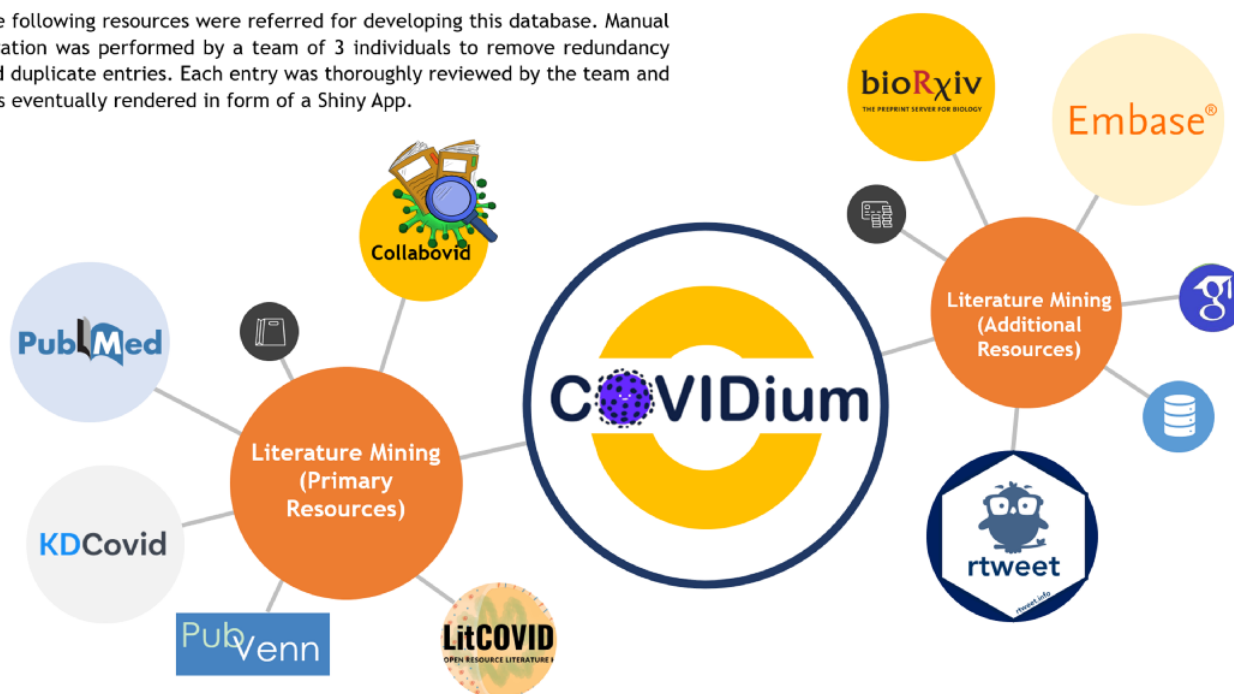 e following resources were referred for developing this database. Manual
ation was performed by a team of 3 individuals to remove redundancy
d duplicate entries. Each entry was thoroughly reviewed by the team and
s eventually rendered in form of a Shiny App.
bioRχiv
THE PREPRINT SERVER FOR BIOLOGY
Embase®
Collabovid
PubMed
Literature Mining
(Additional
Resources)
COVIDium
Literature Mining
(Primary
Resources)
KDCovid
rtweet
rtweet.info
PubVenn
LitCOVID
OPEN RESOURCE LITERATURE